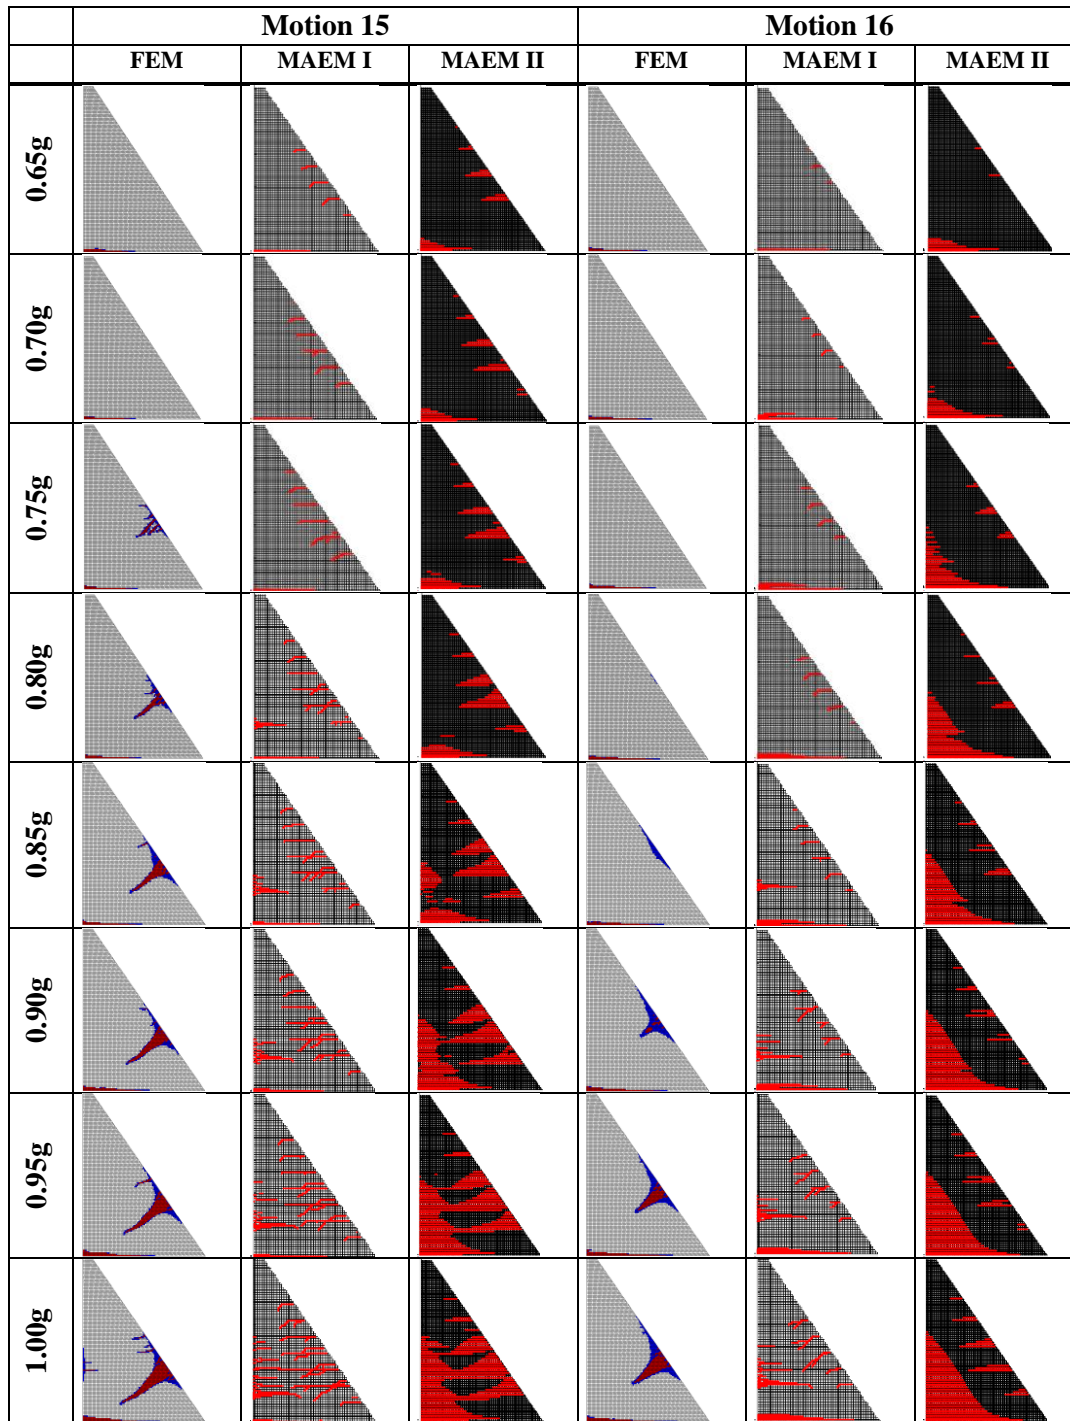 Motion 15 Motion 16
FEM MAEM I MAEM II FEM MAEM I MAEM II
0.65g
0.70g
0.75g
0.80g
0.85g
0.90g
0.95g
1.00g